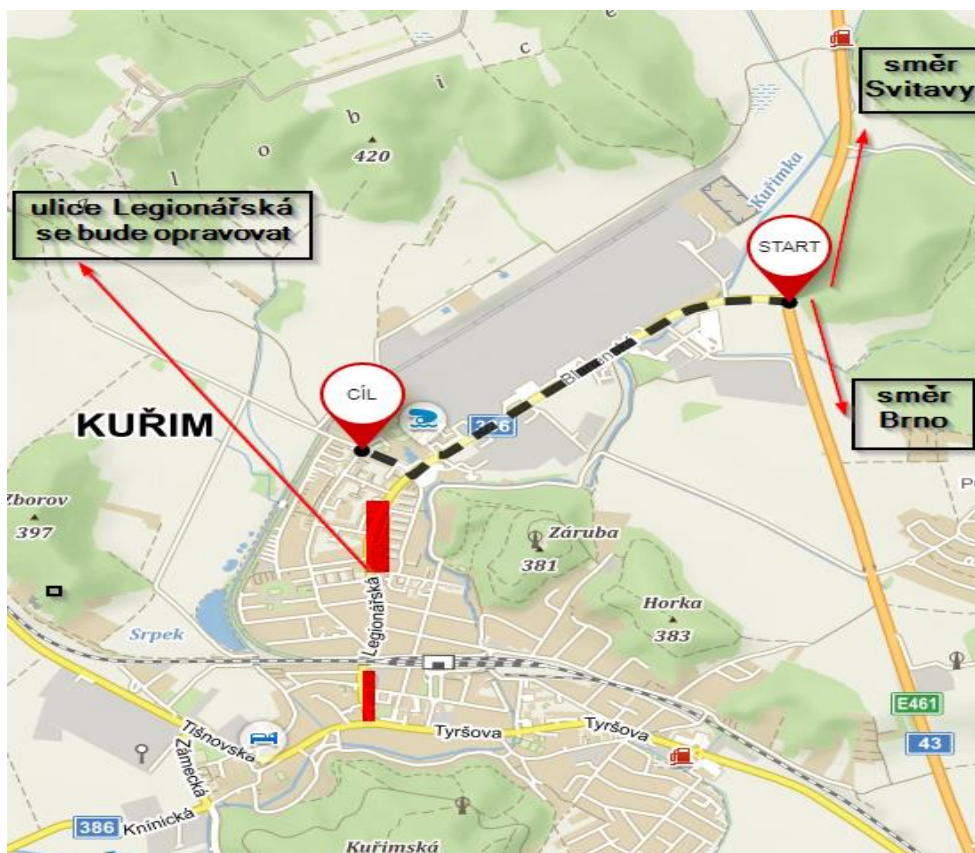 směr
Svitavy
420
l o b i c e
Kuřimka
ulice Legionářská
se bude opravovat
START
CÍL
směr
Brno
KUŘIM
Zborov
397
Záruba
381
Horka
383
Legionářská
Srpek
E461
43
Tišnovská
Tyršova
Tyršova
Zámecká
386
Knínická
Kuřimská